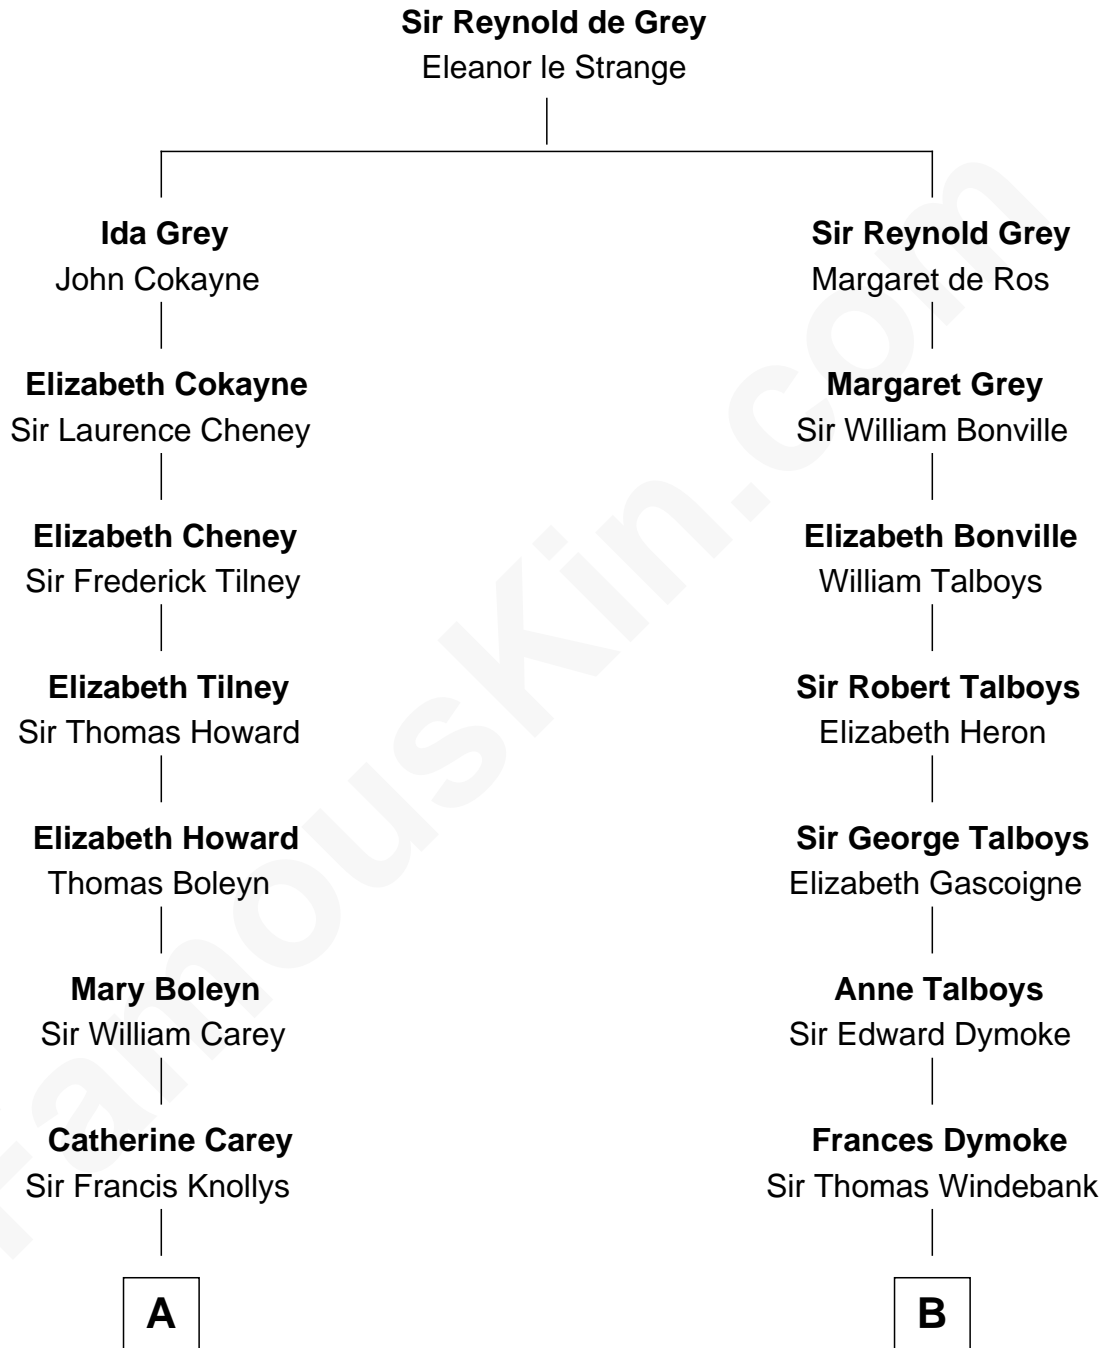 Sir Reynold de Grey
Eleanor le Strange
Ida Grey
John Cokayne
Sir Reynold Grey
Margaret de Ros
Elizabeth Cokayne
Sir Laurence Cheney
Margaret Grey
Sir William Bonville
Elizabeth Cheney
Sir Frederick Tilney
Elizabeth Bonville
William Talboys
Elizabeth Tilney
Sir Thomas Howard
Sir Robert Talboys
Elizabeth Heron
Elizabeth Howard
Thomas Boleyn
Sir George Talboys
Elizabeth Gascoigne
Mary Boleyn
Sir William Carey
Anne Talboys
Sir Edward Dymoke
Catherine Carey
Sir Francis Knollys
Frances Dymoke
Sir Thomas Windebank
A
B
FamousKin.com